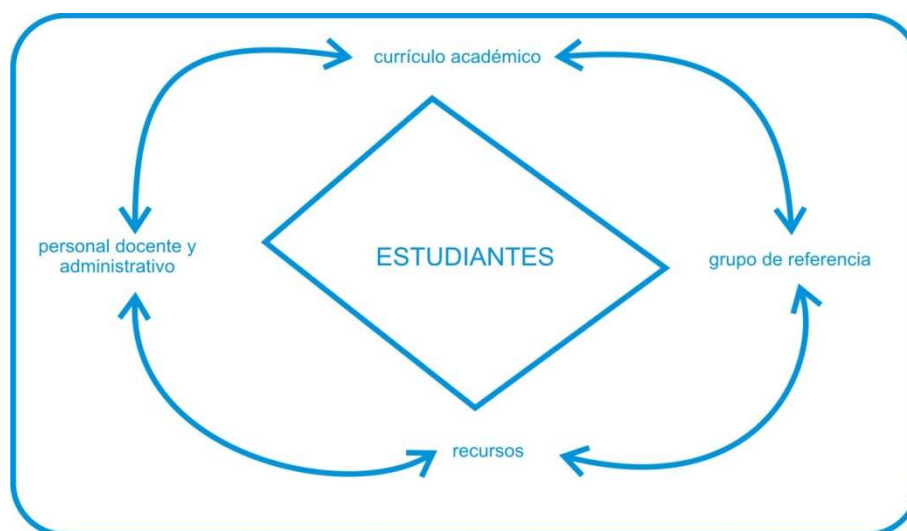 currículo académico
personal docente y
administrativo
ESTUDIANTES
grupo de referencia
recursos